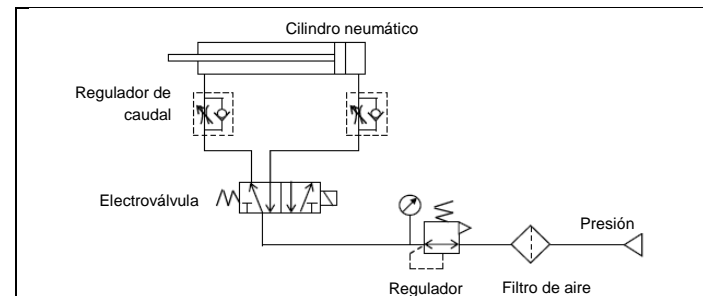 Cilindro neumático
Regulador de
caudal
Electroválvula
Presión
Regulador
Filtro de aire